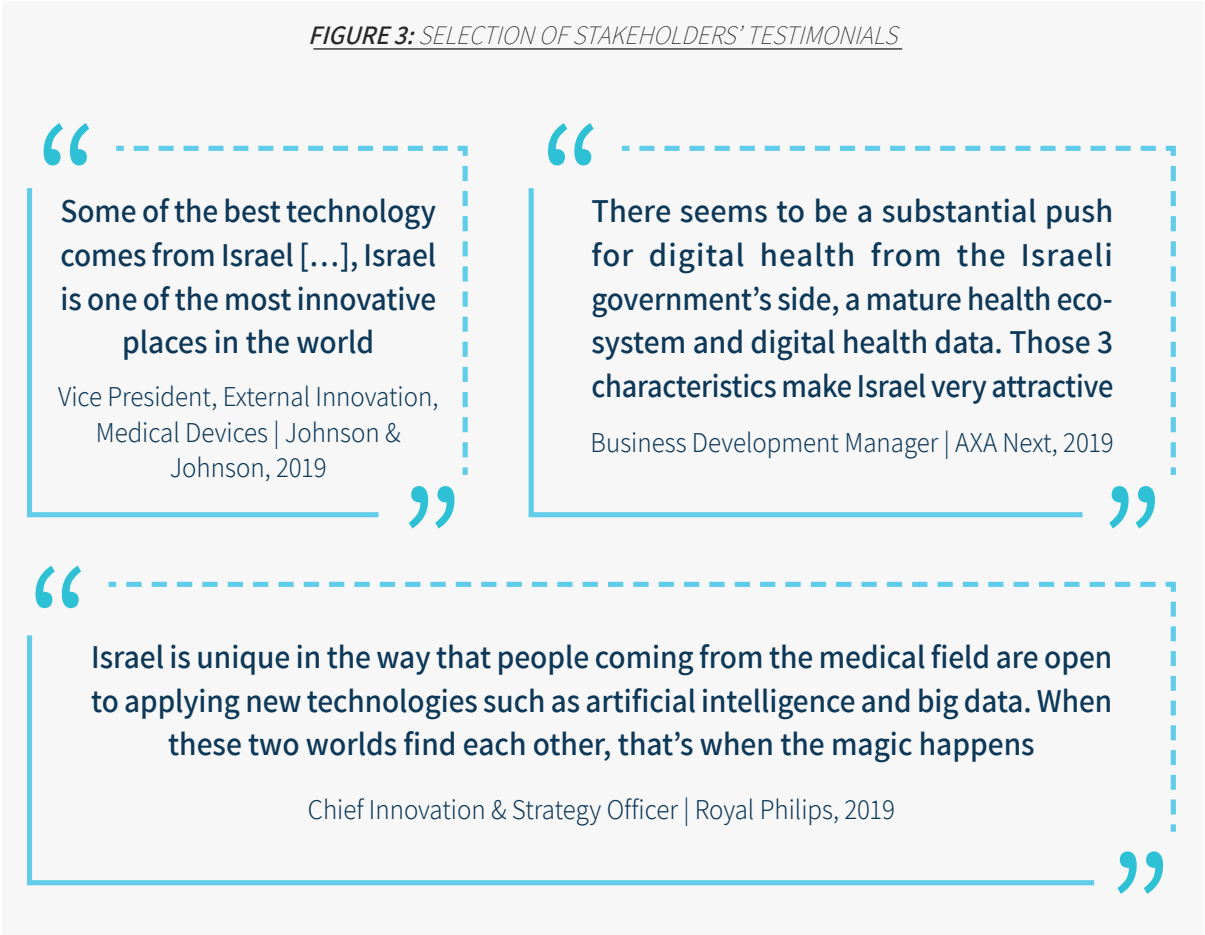 FIGURE 3: SELECTION OF STAKEHOLDERS’ TESTIMONIALS
“
Some of the best technology
comes from Israel […], Israel
is one of the most innovative
places in the world
Vice President, External Innovation,
Medical Devices | Johnson &
Johnson, 2019
”
“
There seems to be a substantial push
for digital health from the Israeli
government’s side, a mature health eco-
system and digital health data. Those 3
characteristics make Israel very attractive
Business Development Manager | AXA Next, 2019
”
“
Israel is unique in the way that people coming from the medical field are open
to applying new technologies such as artificial intelligence and big data. When
these two worlds find each other, that’s when the magic happens
Chief Innovation & Strategy Officer | Royal Philips, 2019
”